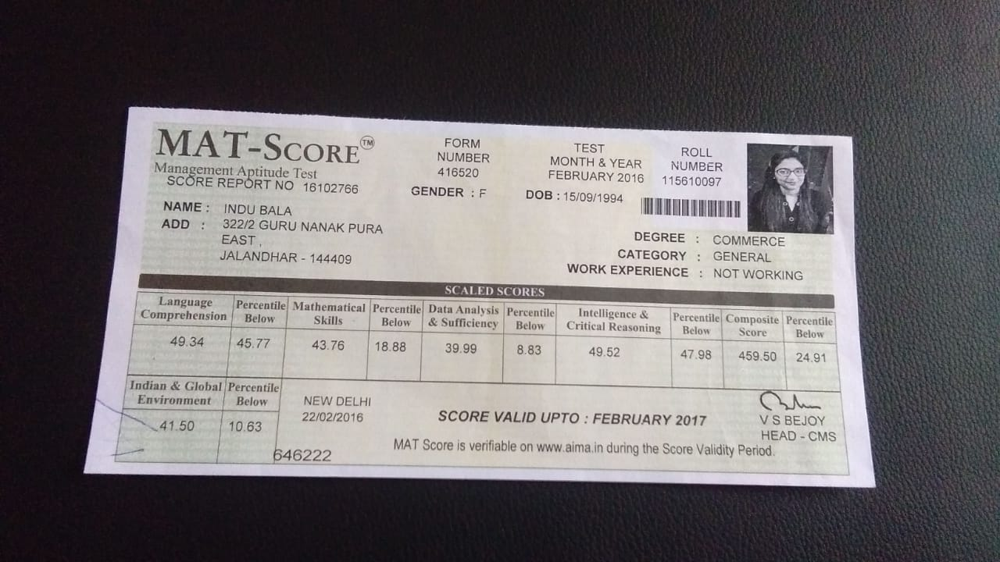 MAT-SCORE TM
Management Aptitude Test
SCORE REPORT NO 16102766
FORM
NUMBER
416520
GENDER : F
TEST
MONTH & YEAR
FEBRUARY 2016
DOB : 15/09/1994
ROLL
NUMBER
115610097
NAME : INDU BALA
ADD : 322/2 GURU NANAK PURA
EAST ,
JALANDHAR - 144409
DEGREE : COMMERCE
CATEGORY : GENERAL
WORK EXPERIENCE : NOT WORKING
SCALED SCORES
Language Comprehension
Percentile Below
Mathematical Skills
Percentile Below
Data Analysis & Sufficiency
Percentile Below
Intelligence & Critical Reasoning
Percentile Below
Composite Score
Percentile Below
49.34 45.77 43.76 18.88 39.99 8.83 49.52 47.98 459.50 24.91
Indian & Global Environment
Percentile Below
41.50 10.63
NEW DELHI
22/02/2016
646222
SCORE VALID UPTO : FEBRUARY 2017
MAT Score is verifiable on www.aima.in during the Score Validity Period.
V S BEJOY
HEAD - CMS